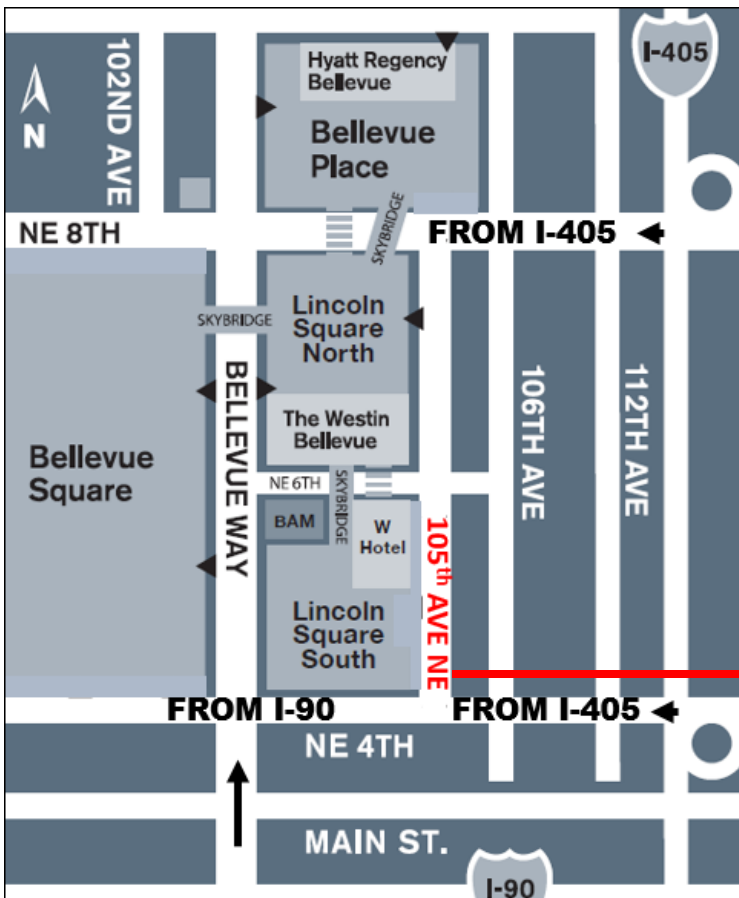 102ND AVE
N
Hyatt Regency
Bellevue
Bellevue
Place
I-405
NE 8TH
SKYBRIDGE
FROM I-405
SKYBRIDGE
Lincoln
Square
North
BELLEVUE WAY
The Westin
Bellevue
106TH AVE
112TH AVE
Bellevue
Square
NE 6TH
SKYBRIDGE
BAM
W
Hotel
105th AVE NE
Lincoln
Square
South
FROM I-90
FROM I-405
NE 4TH
MAIN ST.
I-90